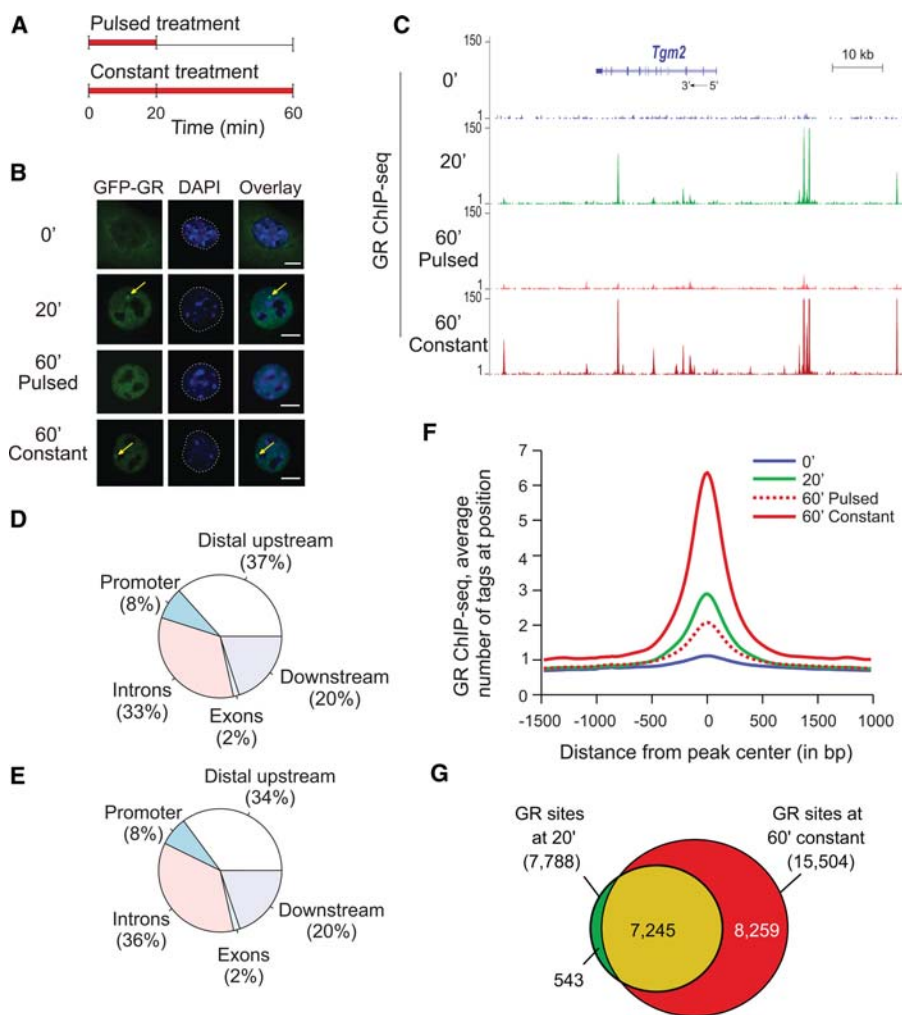 A
Pulsed treatment
Constant treatment
0 20 60
Time (min)
B
GFP-GR DAPI Overlay
0'
20'
60'
Pulsed
60'
Constant
C
GR ChIP-seq
150
Tgm2
10 kb
3' ← 5'
0'
1
150
20'
1
150
60'
Pulsed
1
150
60'
Constant
1
D
Distal upstream
(37%)
Promoter
(8%)
Introns
(33%)
Exons
(2%)
Downstream
(20%)
E
Distal upstream
(34%)
Promoter
(8%)
Introns
(36%)
Exons
(2%)
Downstream
(20%)
F
GR ChIP-seq, average
number of tags at position
7
6
5
4
3
2
1
0
-1500 -1000 -500 0 500 1000
Distance from peak center (in bp)
0'
20'
60' Pulsed
60' Constant
G
GR sites
at 20'
(7,788)
GR sites at
60' constant
(15,504)
7,245
8,259
543